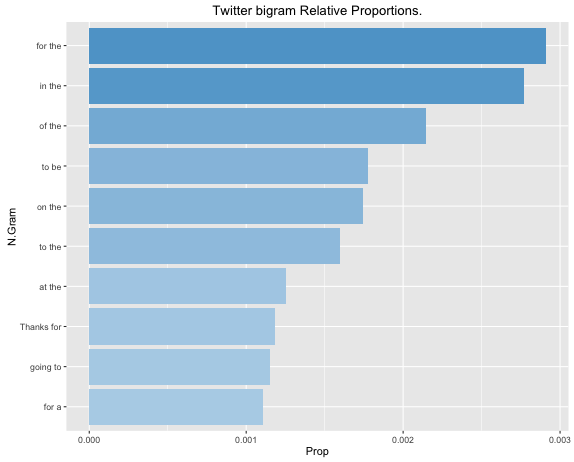 Twitter bigram Relative Proportions.
N.Gram
for the
in the
of the
to be
on the
to the
at the
Thanks for
going to
for a
0.000 0.001 0.002 0.003
Prop